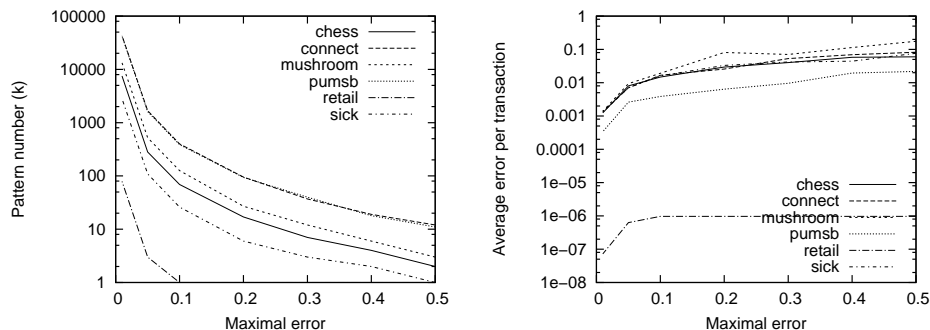 100000
10000
1000
100
10
1
0 0.1 0.2 0.3 0.4 0.5
Pattern number (k)
Maximal error
chess
connect
mushroom
pumsb
retail
sick
1
0.1
0.01
0.001
0.0001
1e−05
1e−06
1e−07
1e−08
0 0.1 0.2 0.3 0.4 0.5
Average error per transaction
Maximal error
chess
connect
mushroom
pumsb
retail
sick